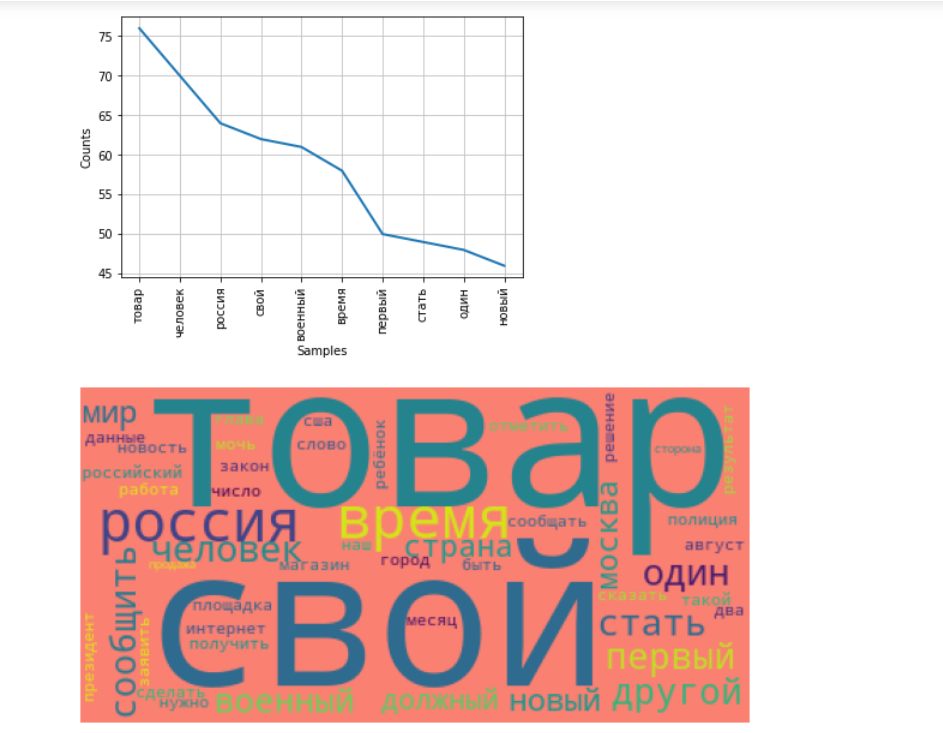 75
70
65
60
55
50
45
Counts
товар
человек
россия
свой
военный
время
первый
стать
один
новый
Samples
товар
мир
глава
сша
отметить
решение
результат
данные
новость
мочь
слово
ребёнок
сторона
российский
закон
работа
число
россия
время
сообщать
москва
полиция
человек
наш
страна
август
продажа
магазин
город
быть
один
сообщить
свой
сказать
такой
два
площадка
месяц
стать
интернет
получить
президент
заявить
первый
сделать
нужно
военный
должный
новый
другой